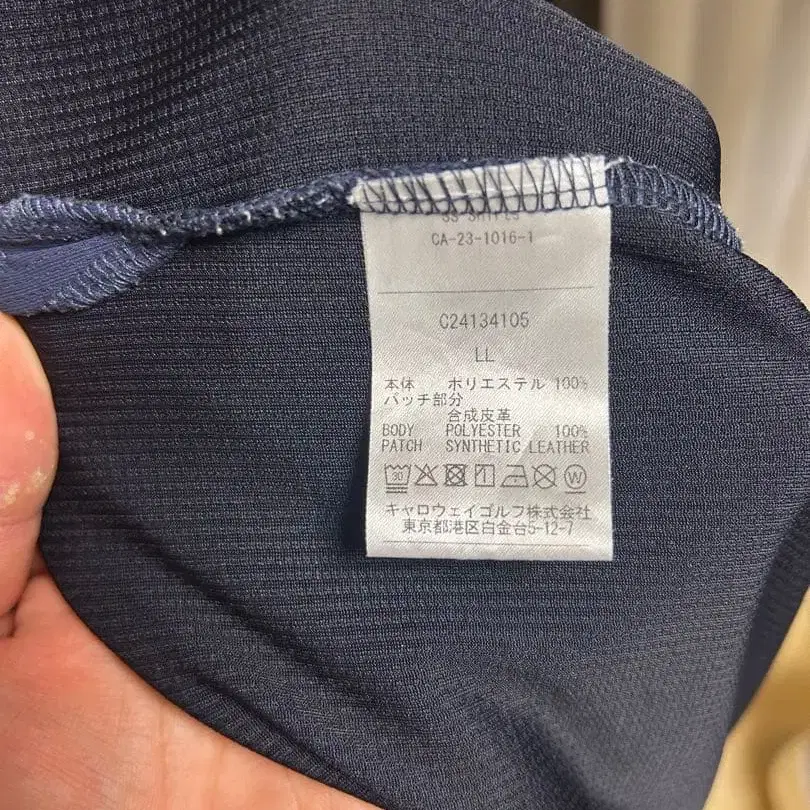 CA-23-1016-1
C24134105
LL
本体 ポリエステル 100%
パッチ部分
合成皮革
BODY POLYESTER 100%
PATCH SYNTHETIC LEATHER
30 W
キャロウェイゴルフ株式会社
東京都港区白金台5-12-7